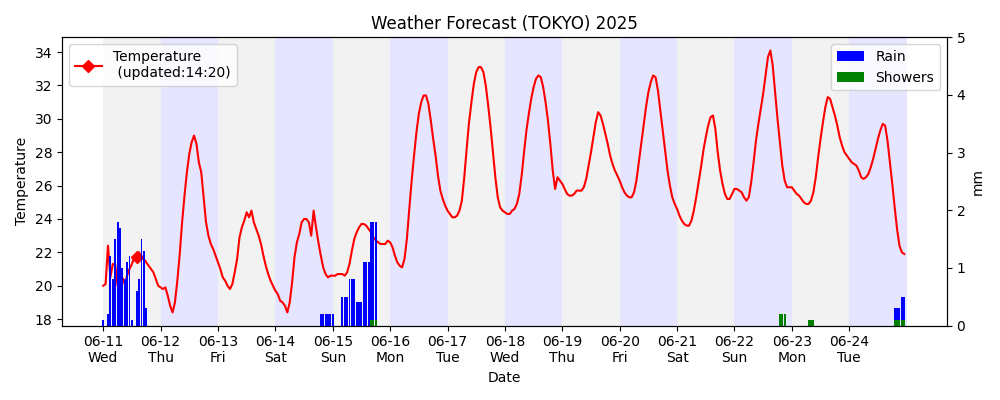 Weather Forecast (TOKYO) 2025
Temperature
(updated:14:20)
Rain
Showers
Temperature
34
32
30
28
26
24
22
20
18
5
4
3
2
1
0
mm
06-11 06-12 06-13 06-14 06-15 06-16 06-17 06-18 06-19 06-20 06-21 06-22 06-23 06-24
Wed Thu Fri Sat Sun Mon Tue Wed Thu Fri Sat Sun Mon Tue
Date